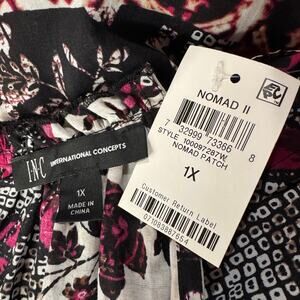 I.N.C
INTERNATIONAL CONCEPTS
1X
MADE IN
CHINA
NOMAD II
7 32999 73366 8
STYLE 100097287W
NOMAD PATCH
1X
Customer Return Label
071983887654